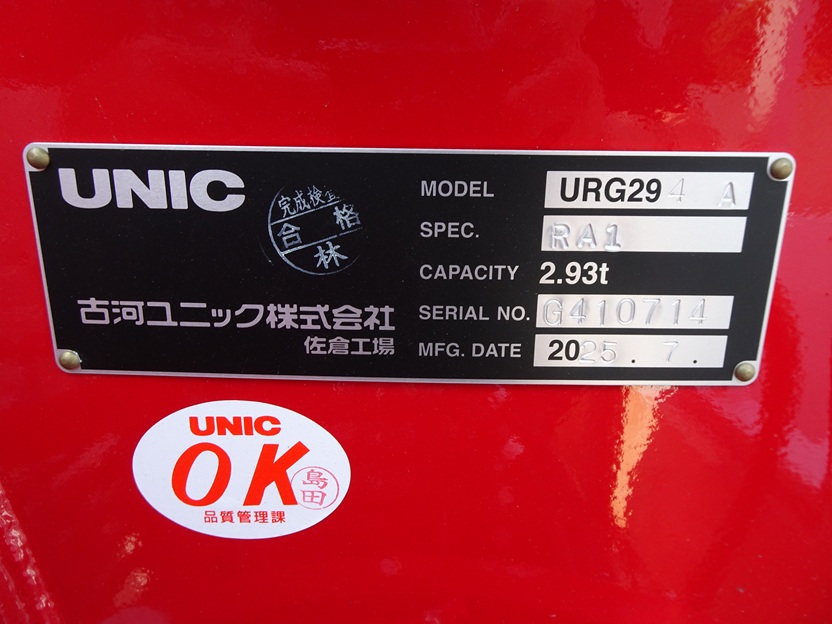 UNIC
完成検査
合格
林
古河ユニック株式会社
佐倉工場
MODEL URG294 A
SPEC. RA1
CAPACITY 2.93t
SERIAL NO. G410714
MFG. DATE 2025.7.
UNIC
OK
島田
品質管理課